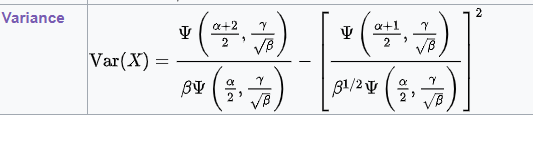 Variance
Var(X) = Ψ(α+2/2, γ/√β) / βΨ(α/2, γ/√β) − [Ψ(α+1/2, γ/√β) / β^1/2 Ψ(α/2, γ/√β)]^2